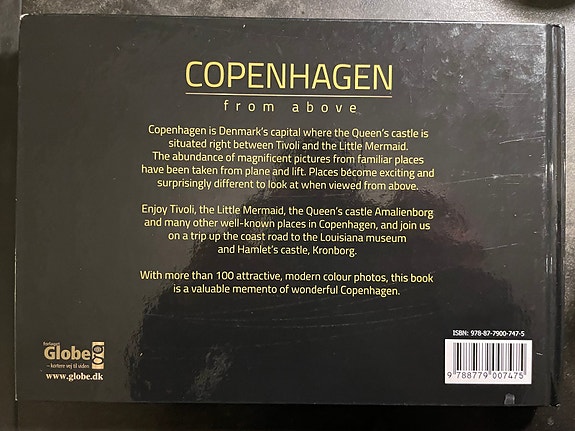 COPENHAGEN
from above
Copenhagen is Denmark's capital where the Queen's castle is
situated right between Tivoli and the Little Mermaid.
The abundance of magnificent pictures from familiar places
have been taken from plane and lift. Places become exciting and
surprisingly different to look at when viewed from above.
Enjoy Tivoli, the Little Mermaid, the Queen's castle Amalienborg
and many other well-known places in Copenhagen, and join us
on a trip up the coast road to the Louisiana museum
and Hamlet's castle, Kronborg.
With more than 100 attractive, modern colour photos, this book
is a valuable memento of wonderful Copenhagen.
forlaget
Globe
– kortere vej til viden
www.globe.dk
ISBN: 978-87-7900-747-5
9 788779 007475